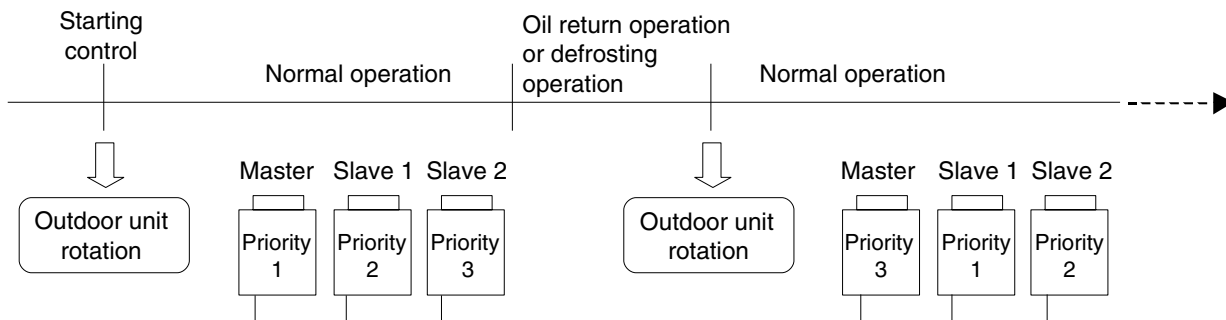 Starting
control
Normal operation
Oil return operation
or defrosting
operation
Normal operation
Outdoor unit
rotation
Master
Slave 1
Slave 2
Priority
1
Priority
2
Priority
3
Outdoor unit
rotation
Master
Slave 1
Slave 2
Priority
3
Priority
1
Priority
2